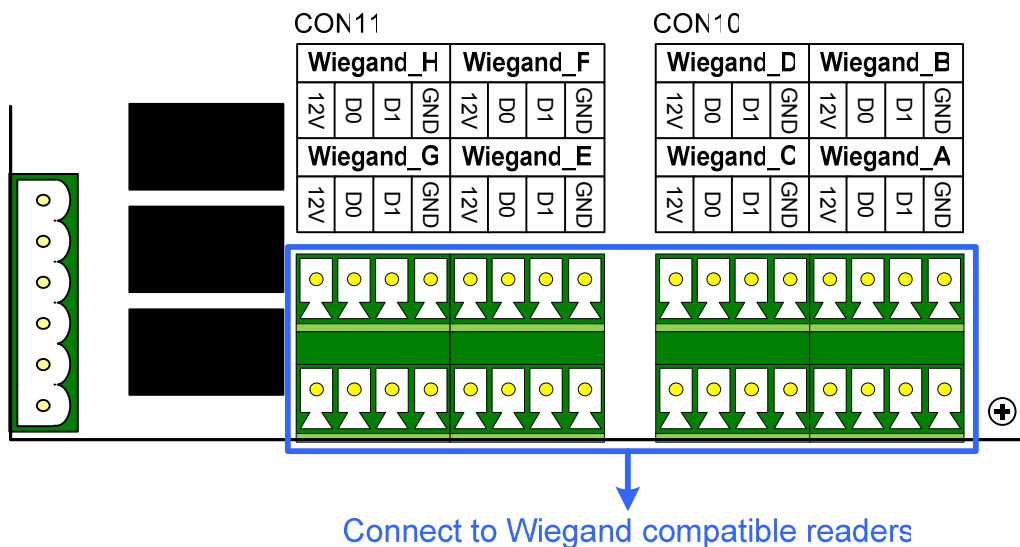 CON11 CON10
Wiegand_H Wiegand_F Wiegand_D Wiegand_B
12V D0 D1 GND 12V D0 D1 GND 12V D0 D1 GND 12V D0 D1 GND
Wiegand_G Wiegand_E Wiegand_C Wiegand_A
12V D0 D1 GND 12V D0 D1 GND 12V D0 D1 GND 12V D0 D1 GND
Connect to Wiegand compatible readers